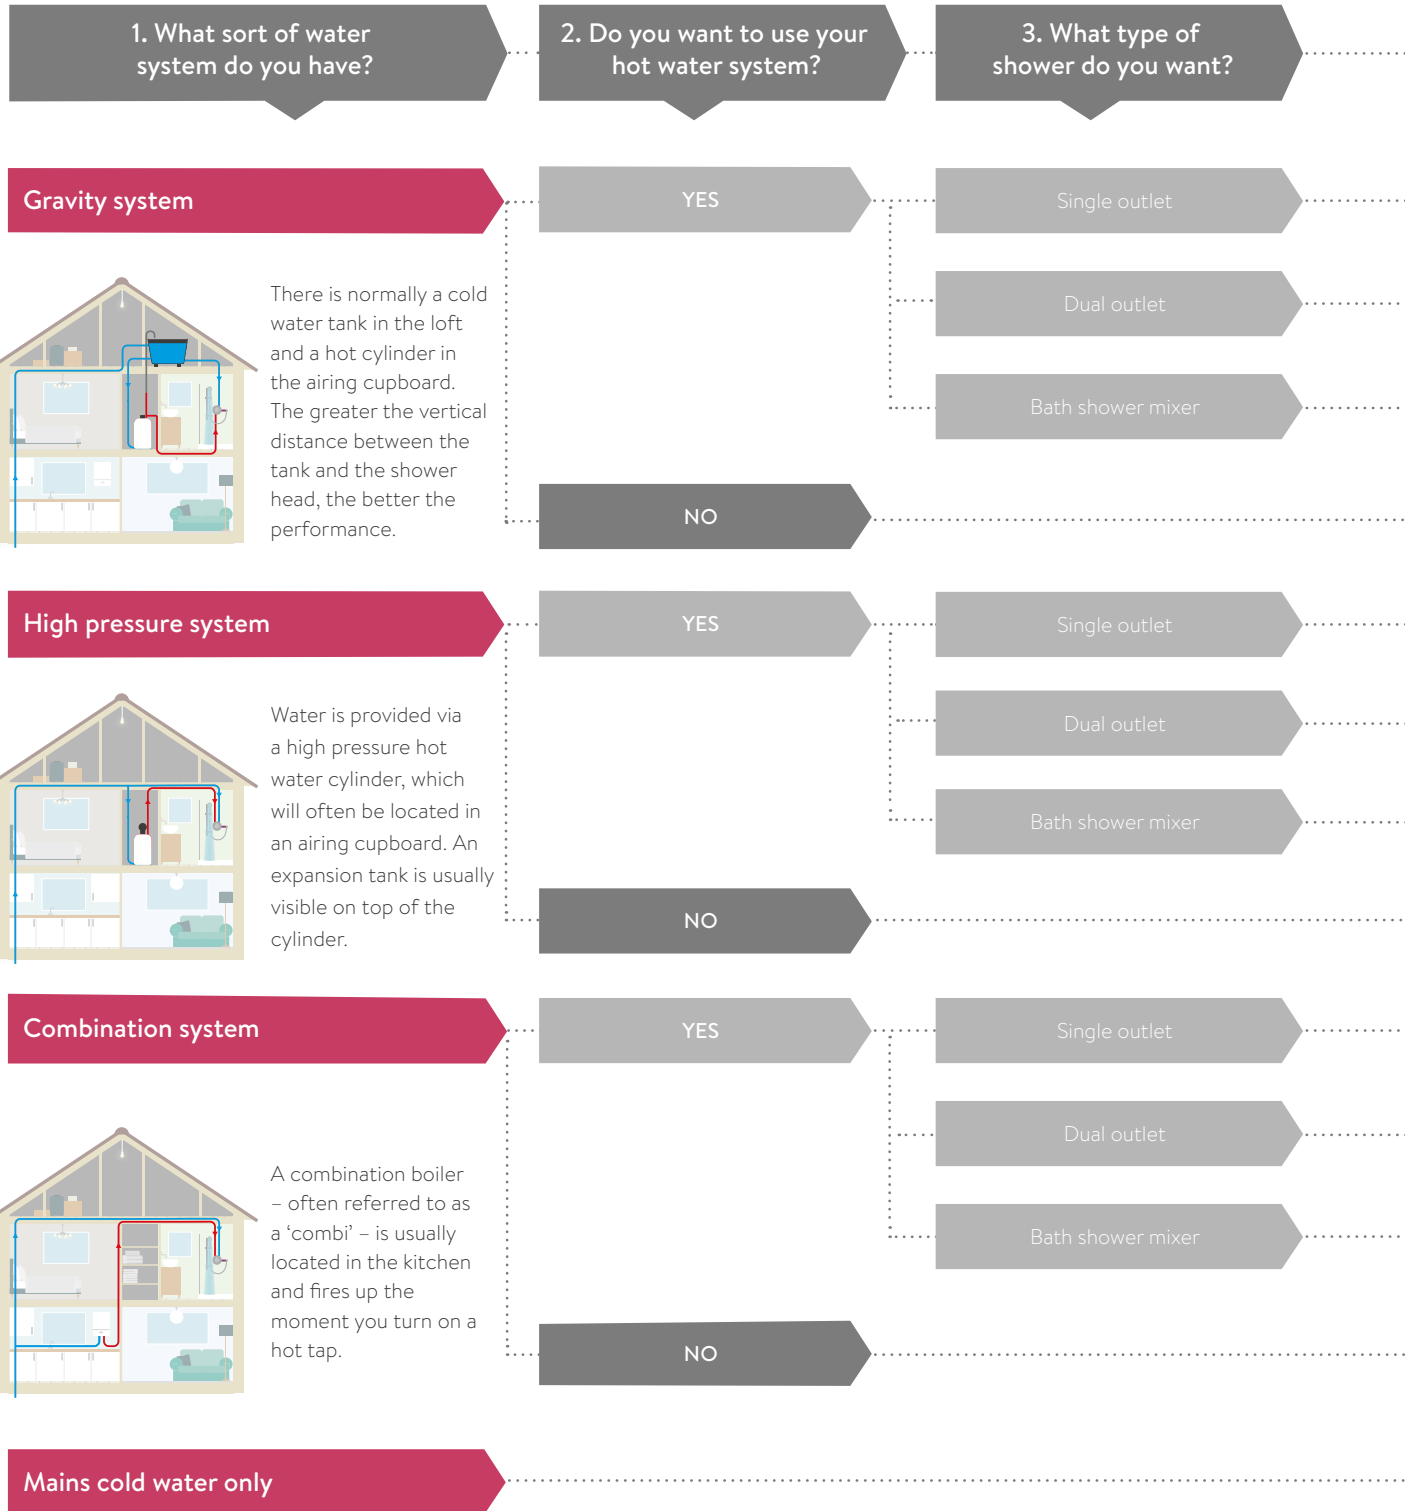 1. What sort of water
system do you have?
2. Do you want to use your
hot water system?
3. What type of
shower do you want?
Gravity system
YES
Single outlet
There is normally a cold
water tank in the loft
and a hot cylinder in
the airing cupboard.
The greater the vertical
distance between the
tank and the shower
head, the better the
performance.
Dual outlet
Bath shower mixer
NO
High pressure system
YES
Single outlet
Water is provided via
a high pressure hot
water cylinder, which
will often be located in
an airing cupboard. An
expansion tank is usually
visible on top of the
cylinder.
Dual outlet
Bath shower mixer
NO
Combination system
YES
Single outlet
A combination boiler
– often referred to as
a ‘combi’ – is usually
located in the kitchen
and fires up the
moment you turn on a
hot tap.
Dual outlet
Bath shower mixer
NO
Mains cold water only